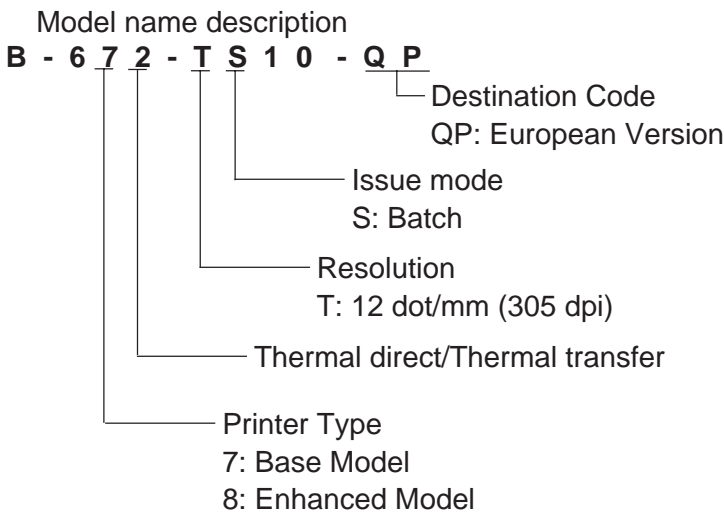 Model name description
B - 6 7 2 - T S 1 0 - Q P
Destination Code
QP: European Version
Issue mode
S: Batch
Resolution
T: 12 dot/mm (305 dpi)
Thermal direct/Thermal transfer
Printer Type
7: Base Model
8: Enhanced Model